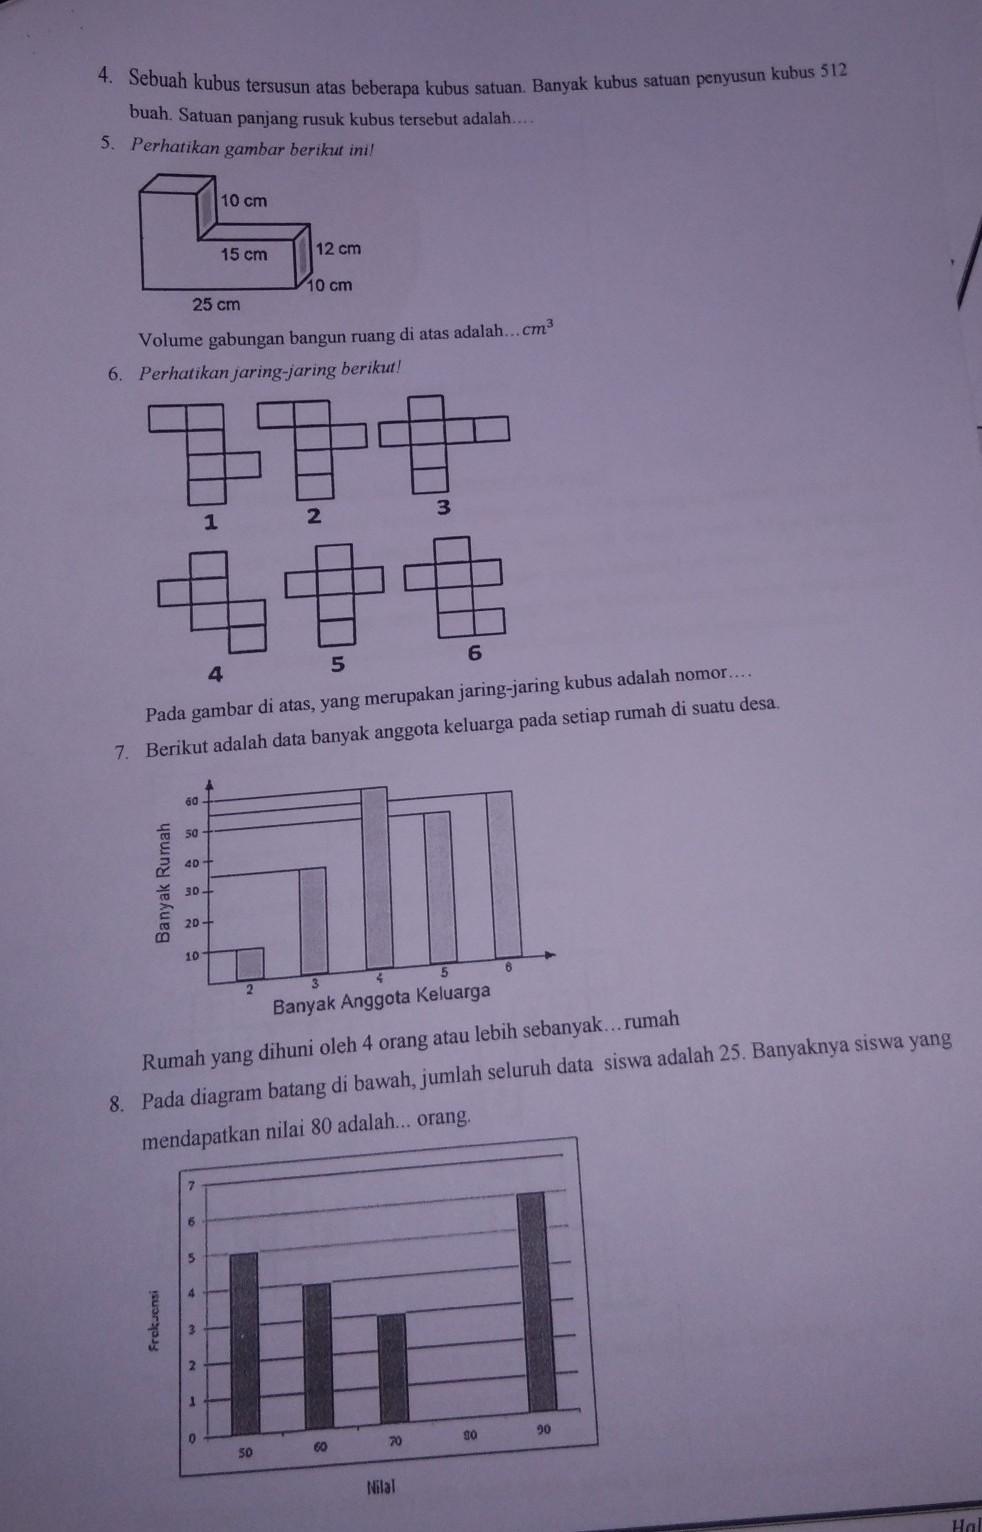 4. Sebuah kubus tersusun atas beberapa kubus satuan. Banyak kubus satuan penyusun kubus 512
buah. Satuan panjang rusuk kubus tersebut adalah....
5. Perhatikan gambar berikut ini!
10 cm
15 cm
12 cm
10 cm
25 cm
Volume gabungan bangun ruang di atas adalah...cm³
6. Perhatikan jaring-jaring berikut!
1 2 3
4 5 6
Pada gambar di atas, yang merupakan jaring-jaring kubus adalah nomor....
7. Berikut adalah data banyak anggota keluarga pada setiap rumah di suatu desa.
Banyak Rumah
60
50
40
30
20
10
2 3 4 5 6
Banyak Anggota Keluarga
Rumah yang dihuni oleh 4 orang atau lebih sebanyak...rumah
8. Pada diagram batang di bawah, jumlah seluruh data siswa adalah 25. Banyaknya siswa yang
mendapatkan nilai 80 adalah... orang.
Frekuensi
7
6
5
4
3
2
1
0
50 60 70 80 90
Nilai
Hal